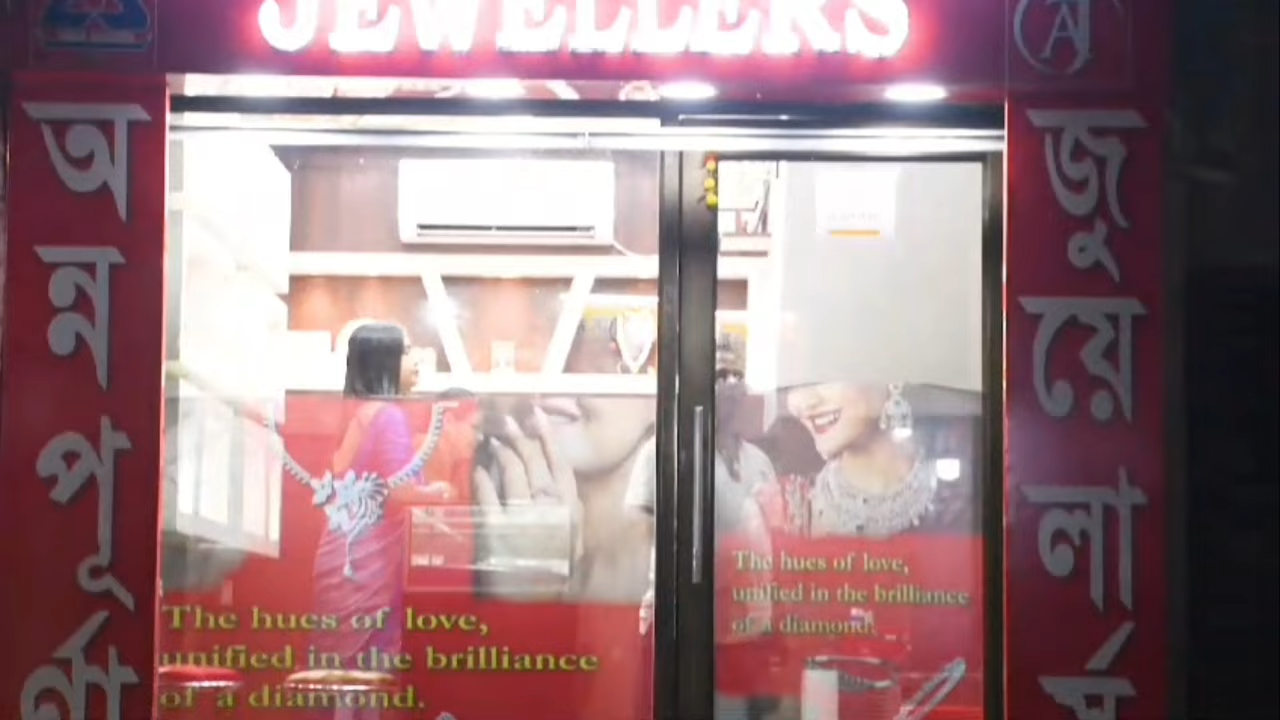 JEWELLERS
অন্নপূর্ণা
জুয়েলার্স
The hues of love,
unified in the brilliance
of a diamond.
The hues of love,
unified in the brilliance
of a diamond.